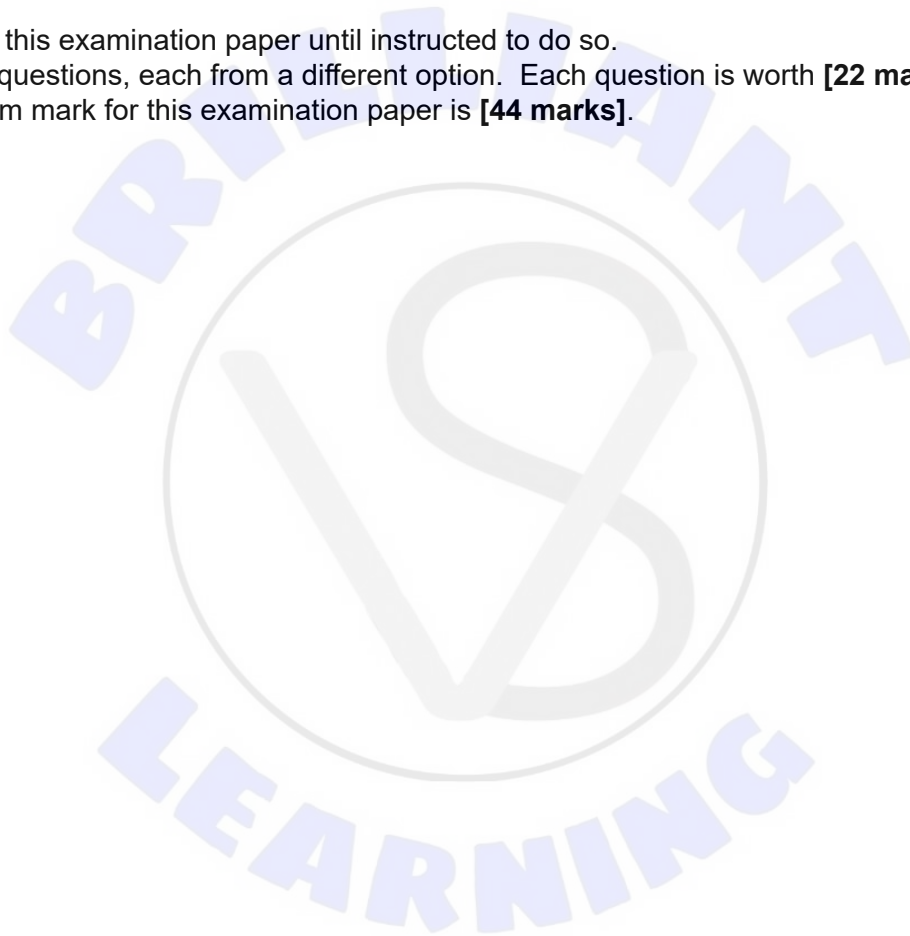 this examination paper until instructed to do so.
questions, each from a different option. Each question is worth [22 ma
m mark for this examination paper is [44 marks].
BRILLIANT
VS
LEARNING